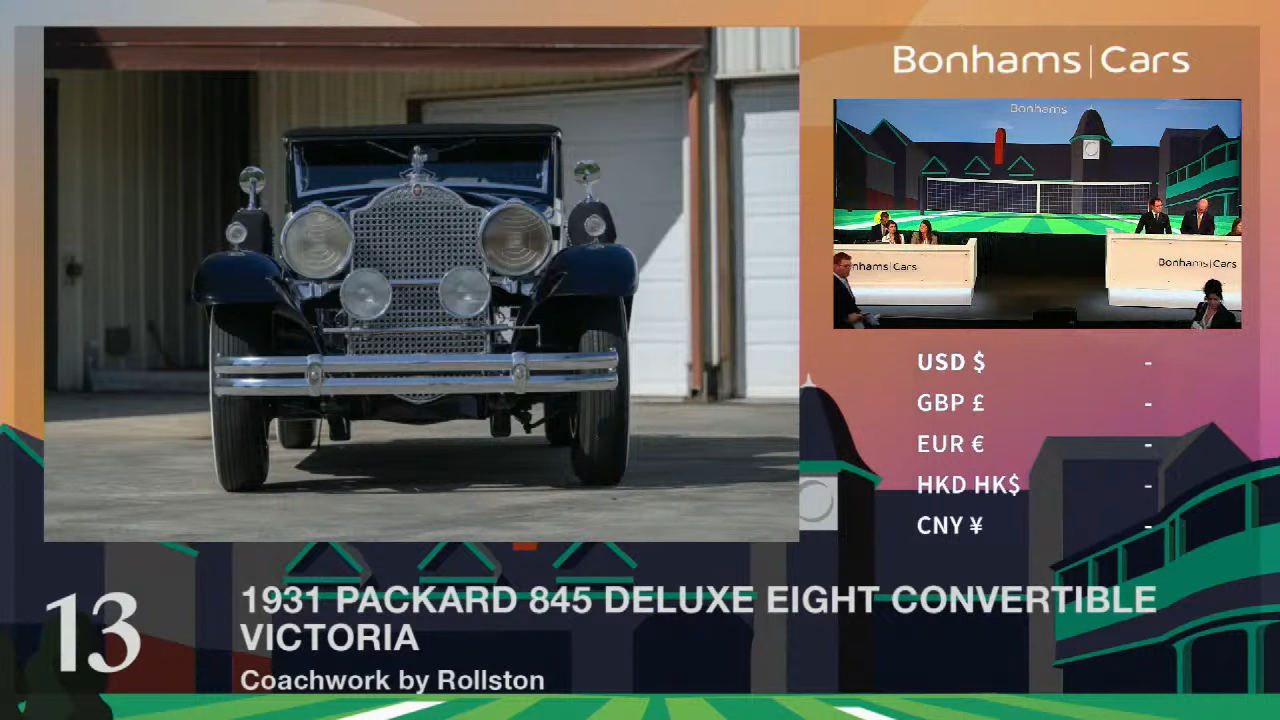 Bonhams|Cars
Bonhams
nhams|Cars
Bonhams|Cars
USD $ -
GBP £ -
EUR € -
HKD HK$ -
CNY ¥ -
13
1931 PACKARD 845 DELUXE EIGHT CONVERTIBLE
VICTORIA
Coachwork by Rollston